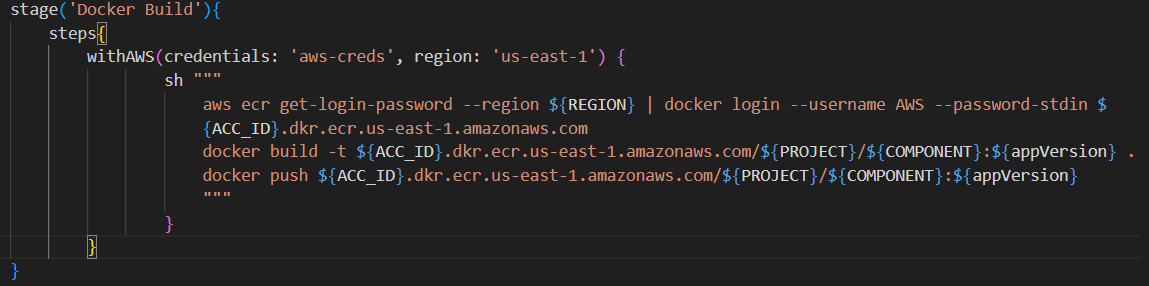 stage('Docker Build'){
steps{
withAWS(credentials: 'aws-creds', region: 'us-east-1') {
sh """
aws ecr get-login-password --region ${REGION} | docker login --username AWS --password-stdin $
{ACC_ID}.dkr.ecr.us-east-1.amazonaws.com
docker build -t ${ACC_ID}.dkr.ecr.us-east-1.amazonaws.com/${PROJECT}/${COMPONENT}:${appVersion} .
docker push ${ACC_ID}.dkr.ecr.us-east-1.amazonaws.com/${PROJECT}/${COMPONENT}:${appVersion}
"""
}
}
}